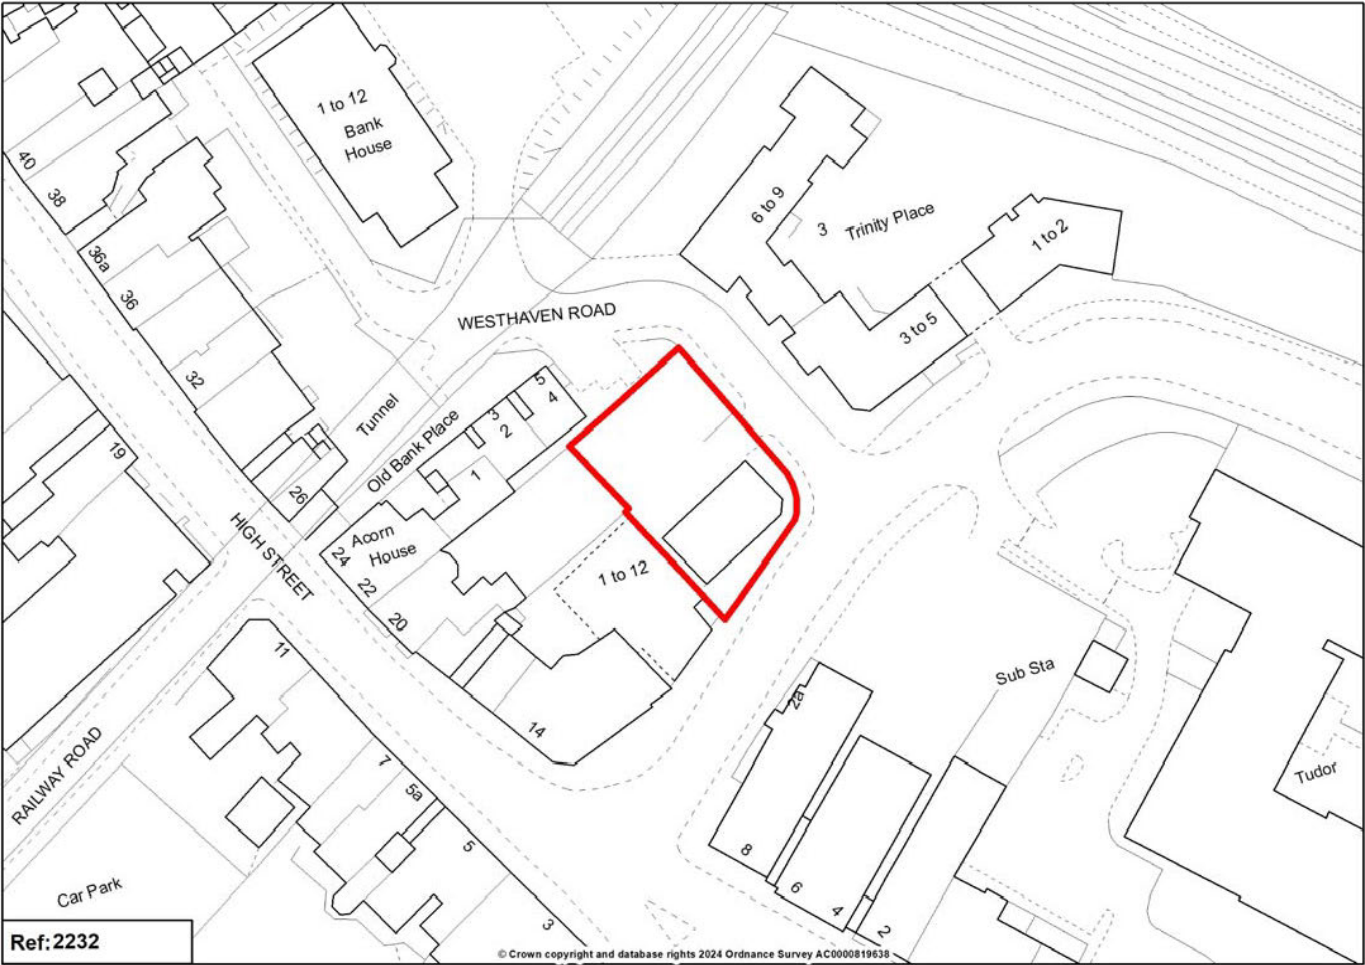 1 to 12
Bank
House
40
38
36a
36
32
6 to 9
3
Trinity Place
1 to 2
3 to 5
WESTHAVEN ROAD
Tunnel
Old Bank Place
5
4
3
2
1
19
26
HIGH STREET
Acorn
House
24
22
20
1 to 12
14
11
7
5a
5
3
RAILWAY ROAD
Car Park
2a
8
6
4
2
Sub Sta
Tudor
Ref:2232
© Crown copyright and database rights 2024 Ordnance Survey AC0000819638